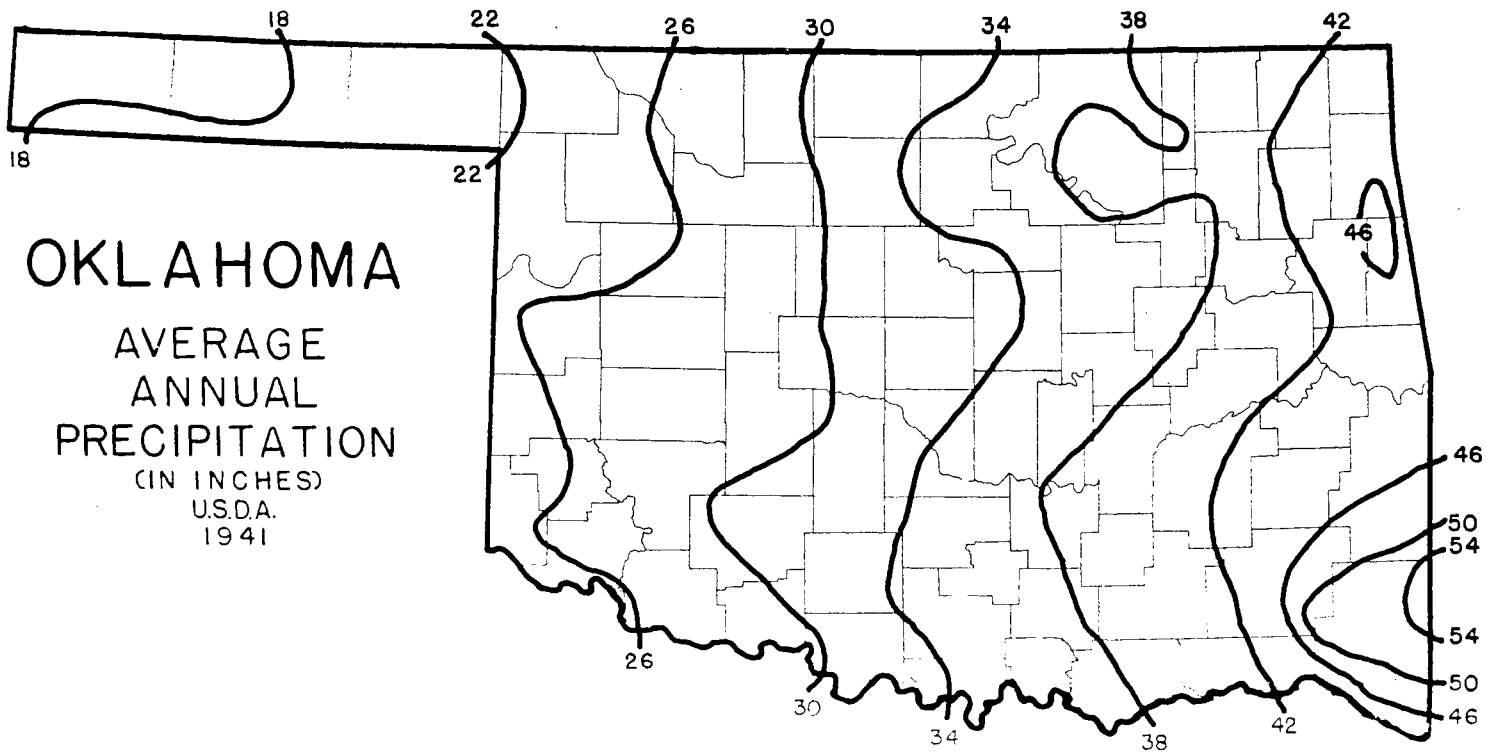 18 22 26 30 34 38 42
18
22
46
OKLAHOMA
AVERAGE
ANNUAL
PRECIPITATION
(IN INCHES)
U.S.D.A.
1941
46
50
54
54
50
46
26
30
34
38
42